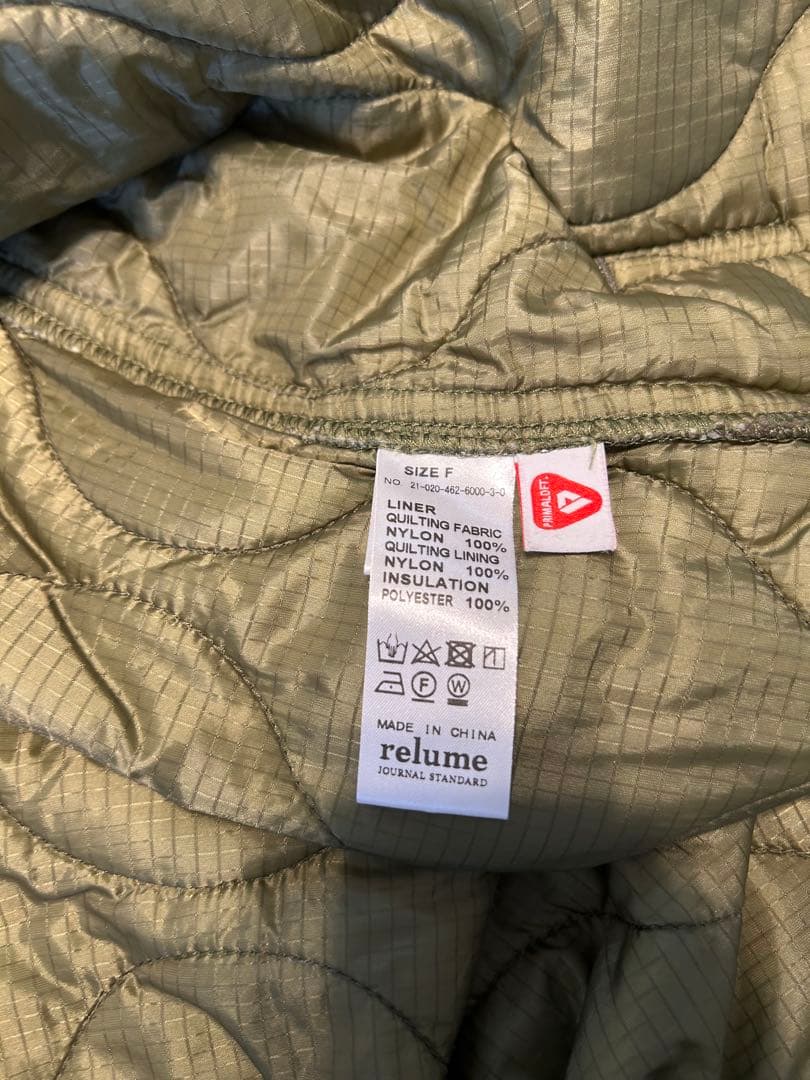 SIZE F
NO. 21-020-462-6000-3-0
LINER
QUILTING FABRIC
NYLON 100%
QUILTING LINING
NYLON 100%
INSULATION
POLYESTER 100%
F
W
MADE IN CHINA
relume
JOURNAL STANDARD
PRIMALOFT